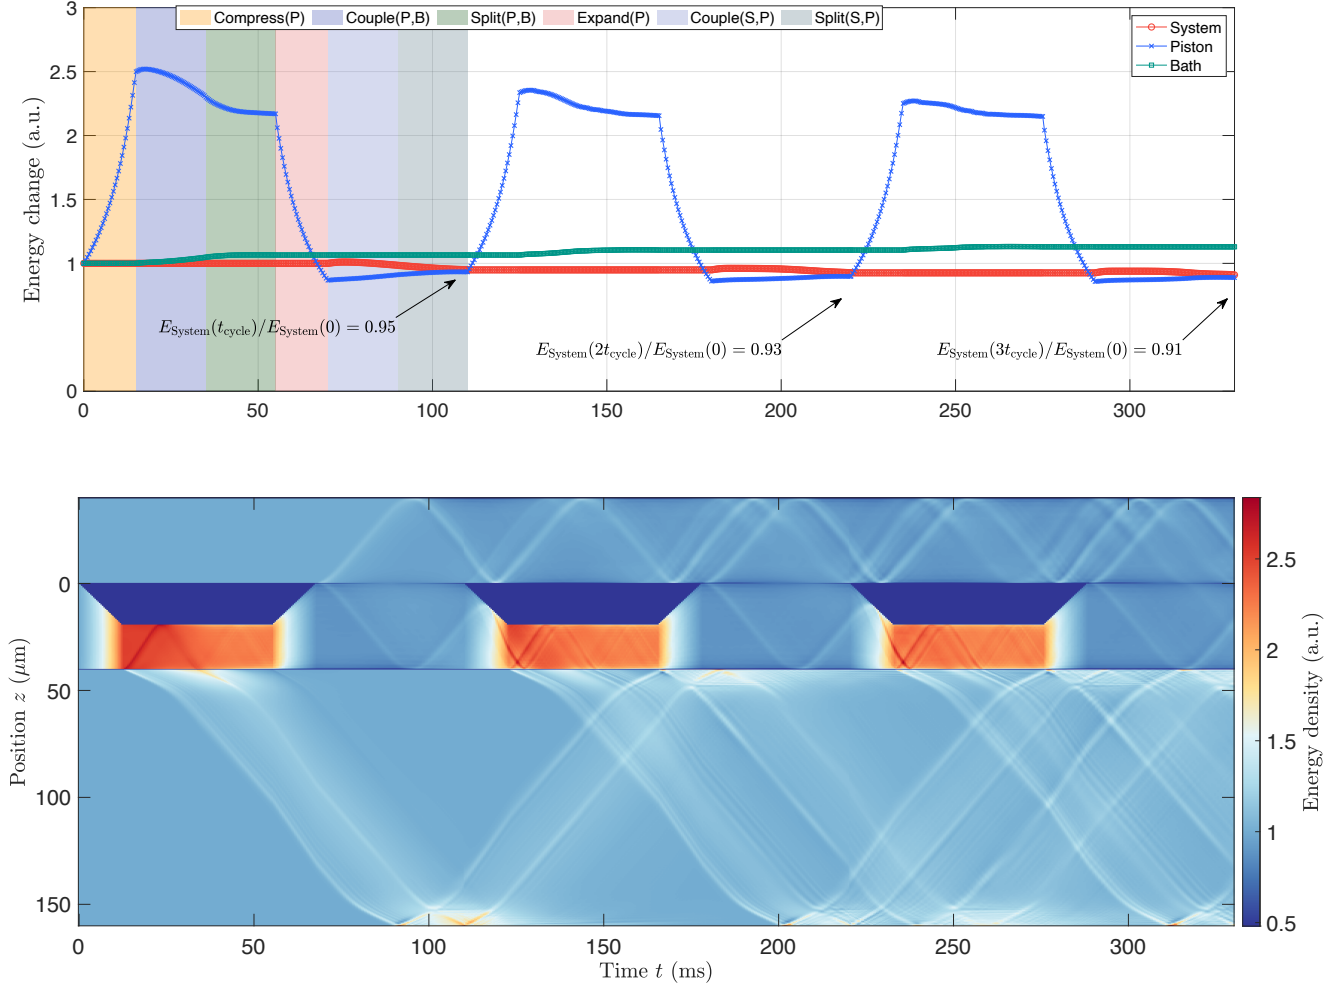 Compress(P) Couple(P,B) Split(P,B) Expand(P) Couple(S,P) Split(S,P)
System
Piston
Bath
Energy change (a.u.)
3
2.5
2
1.5
1
0
E_System(t_cycle)/E_System(0) = 0.95
E_System(2t_cycle)/E_System(0) = 0.93
E_System(3t_cycle)/E_System(0) = 0.91
0 50 100 150 200 250 300
Position z (μm)
0
50
100
150
0 50 100 150 200 250 300
Time t (ms)
2.5
2
1.5
1
0.5
Energy density (a.u.)